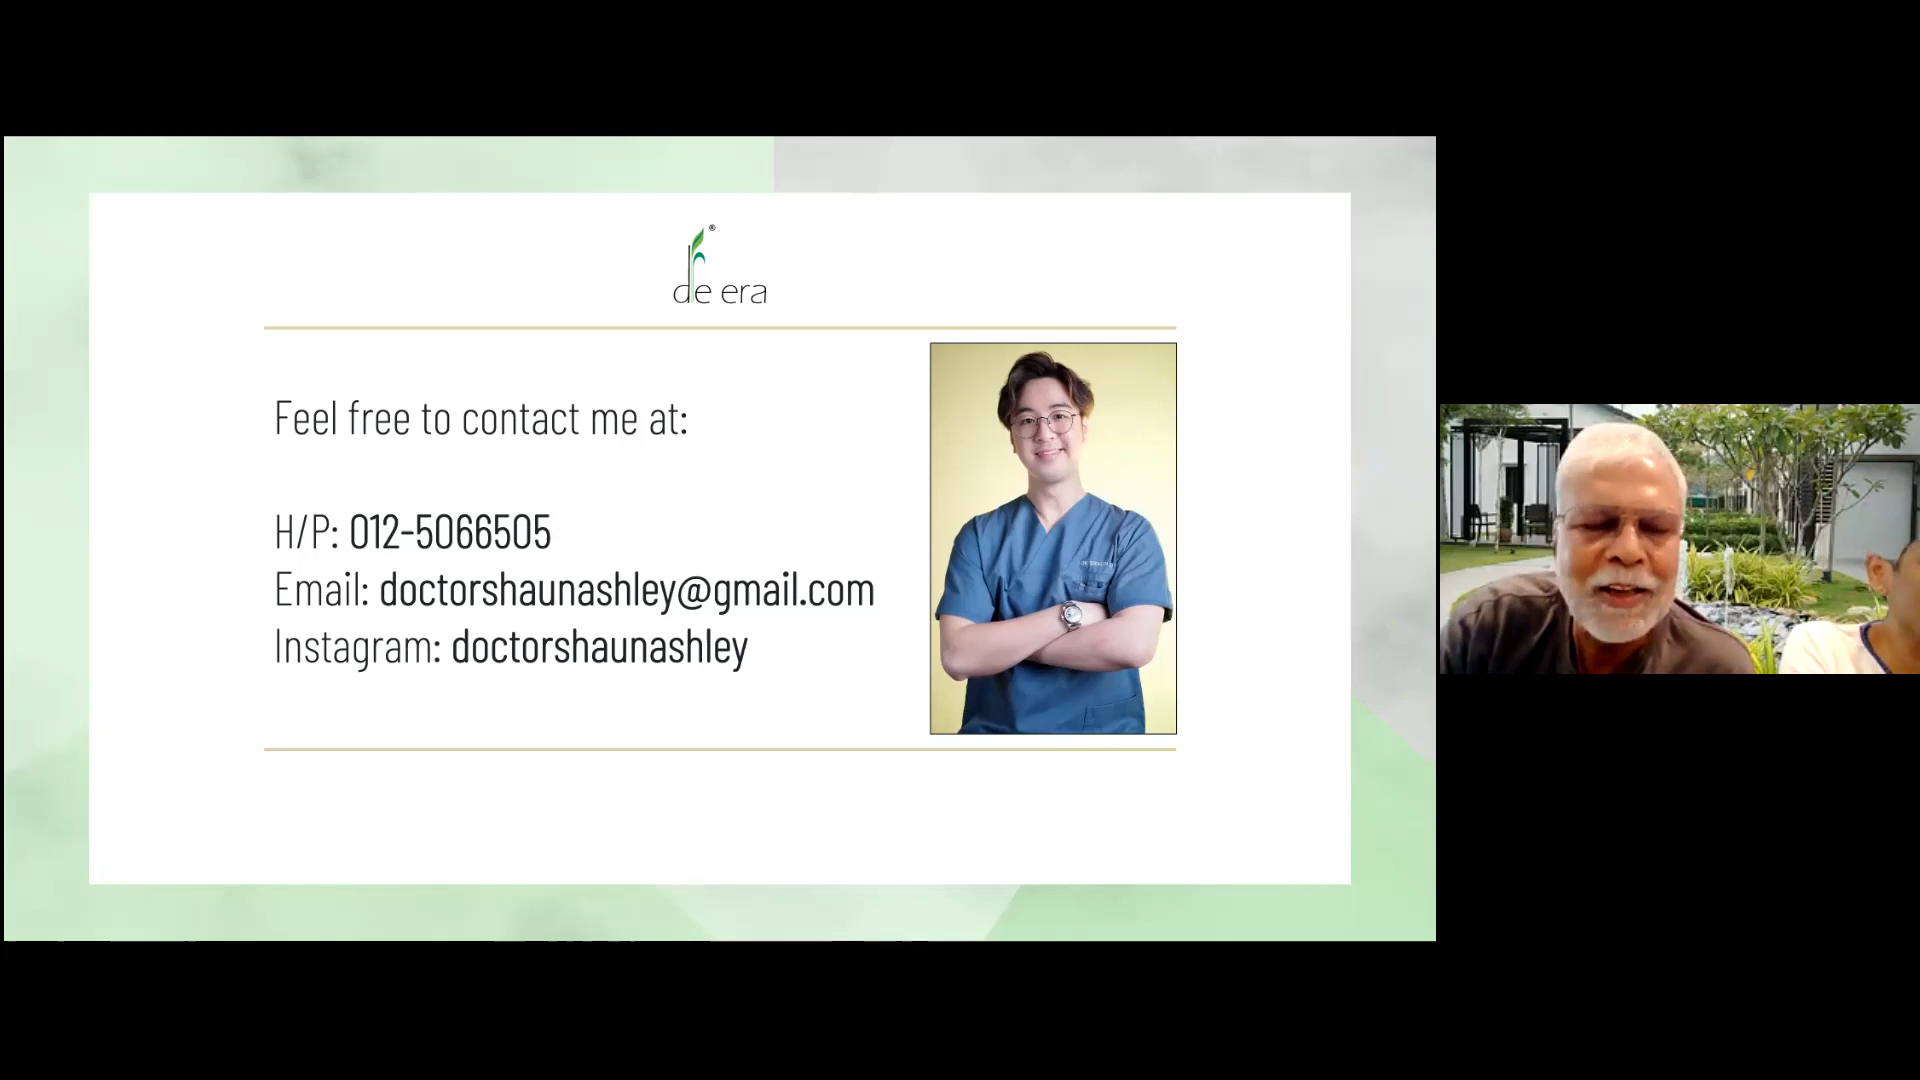 ®
de era
Feel free to contact me at:
H/P: 012-5066505
Email: doctorshaunashley@gmail.com
Instagram: doctorshaunashley